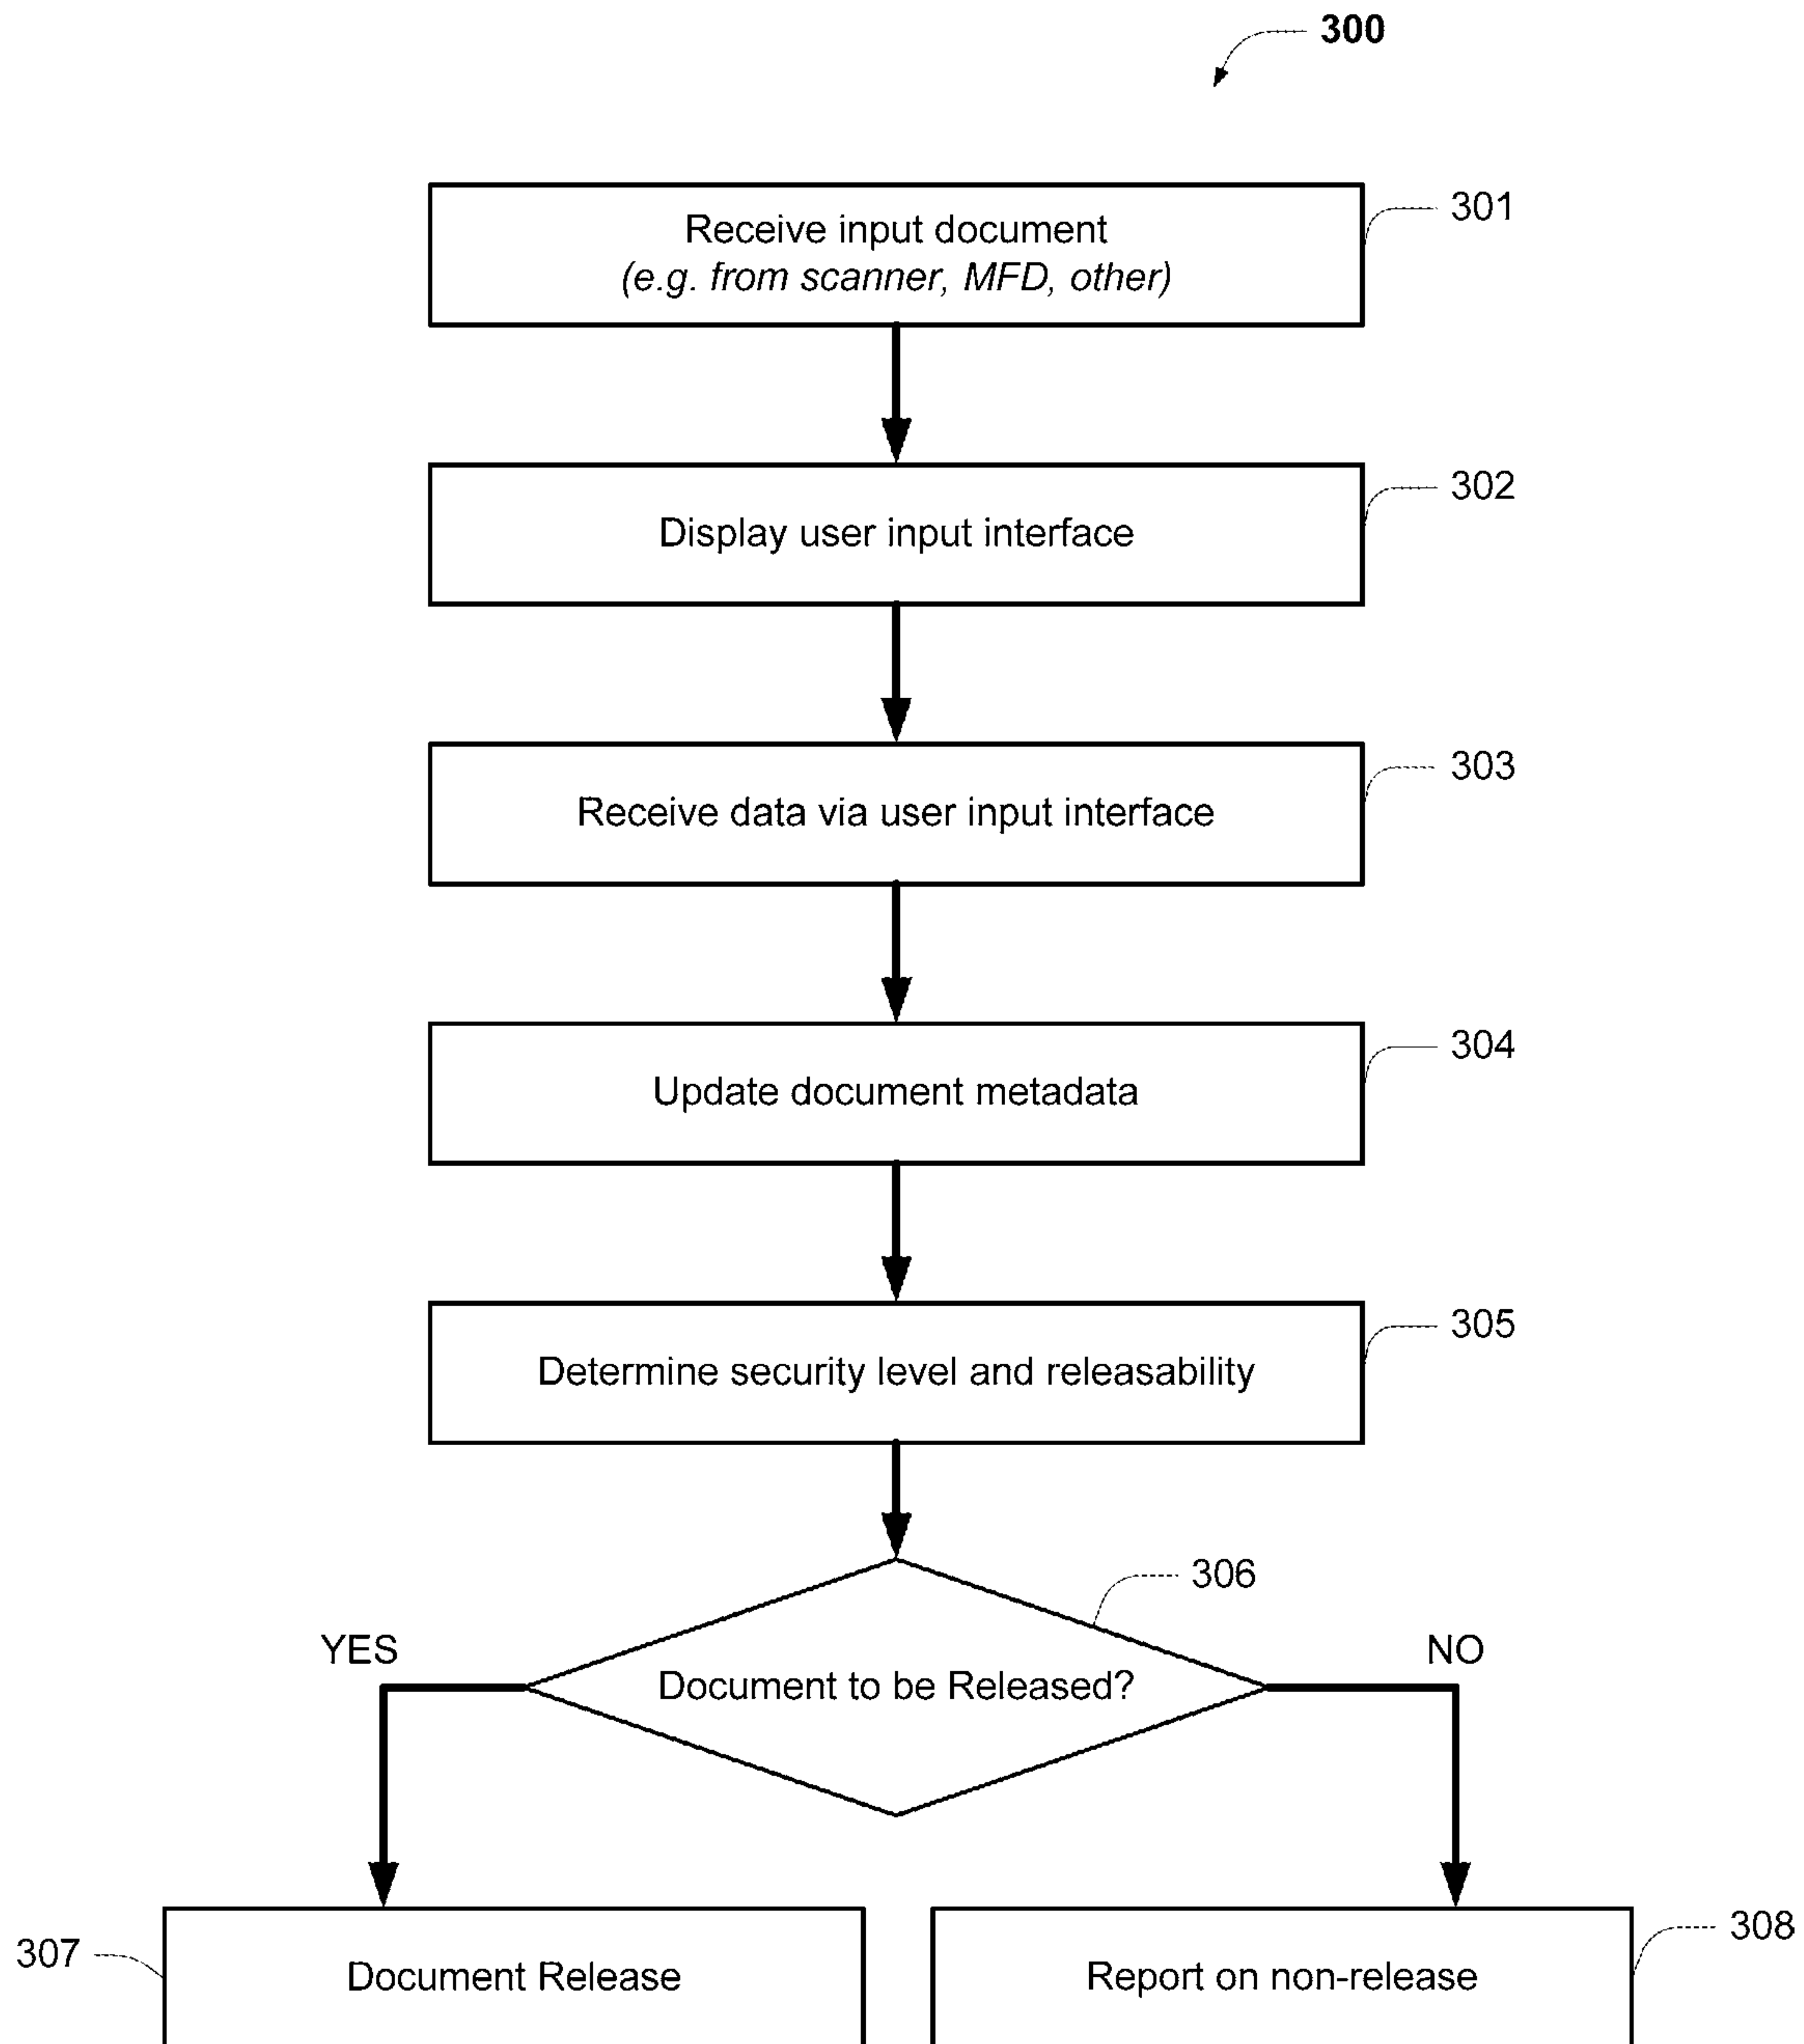 300
Receive input document
(e.g. from scanner, MFD, other)
301
Display user input interface
302
Receive data via user input interface
303
Update document metadata
304
Determine security level and releasability
305
306
YES
Document to be Released?
NO
307
Document Release
Report on non-release
308